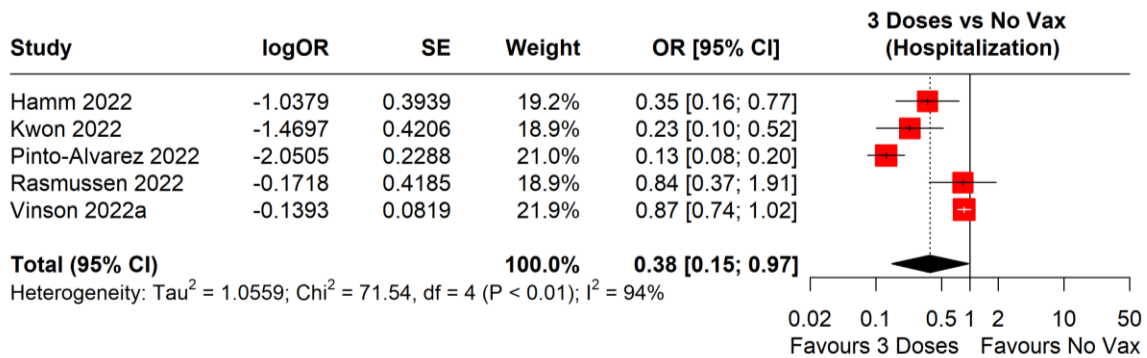 3 Doses vs No Vax
Study logOR SE Weight OR [95% CI] (Hospitalization)
Hamm 2022 -1.0379 0.3939 19.2% 0.35 [0.16; 0.77]
Kwon 2022 -1.4697 0.4206 18.9% 0.23 [0.10; 0.52]
Pinto-Alvarez 2022 -2.0505 0.2288 21.0% 0.13 [0.08; 0.20]
Rasmussen 2022 -0.1718 0.4185 18.9% 0.84 [0.37; 1.91]
Vinson 2022a -0.1393 0.0819 21.9% 0.87 [0.74; 1.02]
Total (95% CI) 100.0% 0.38 [0.15; 0.97]
Heterogeneity: Tau² = 1.0559; Chi² = 71.54, df = 4 (P < 0.01); I² = 94%
0.02 0.1 0.5 1 2 10 50
Favours 3 Doses Favours No Vax